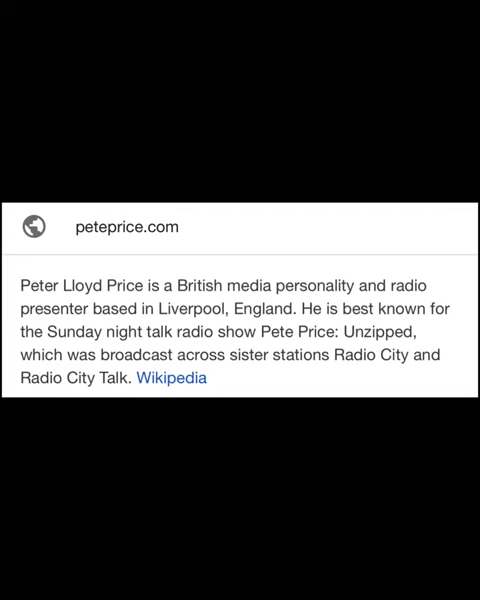 peteprice.com
Peter Lloyd Price is a British media personality and radio
presenter based in Liverpool, England. He is best known for
the Sunday night talk radio show Pete Price: Unzipped,
which was broadcast across sister stations Radio City and
Radio City Talk. Wikipedia